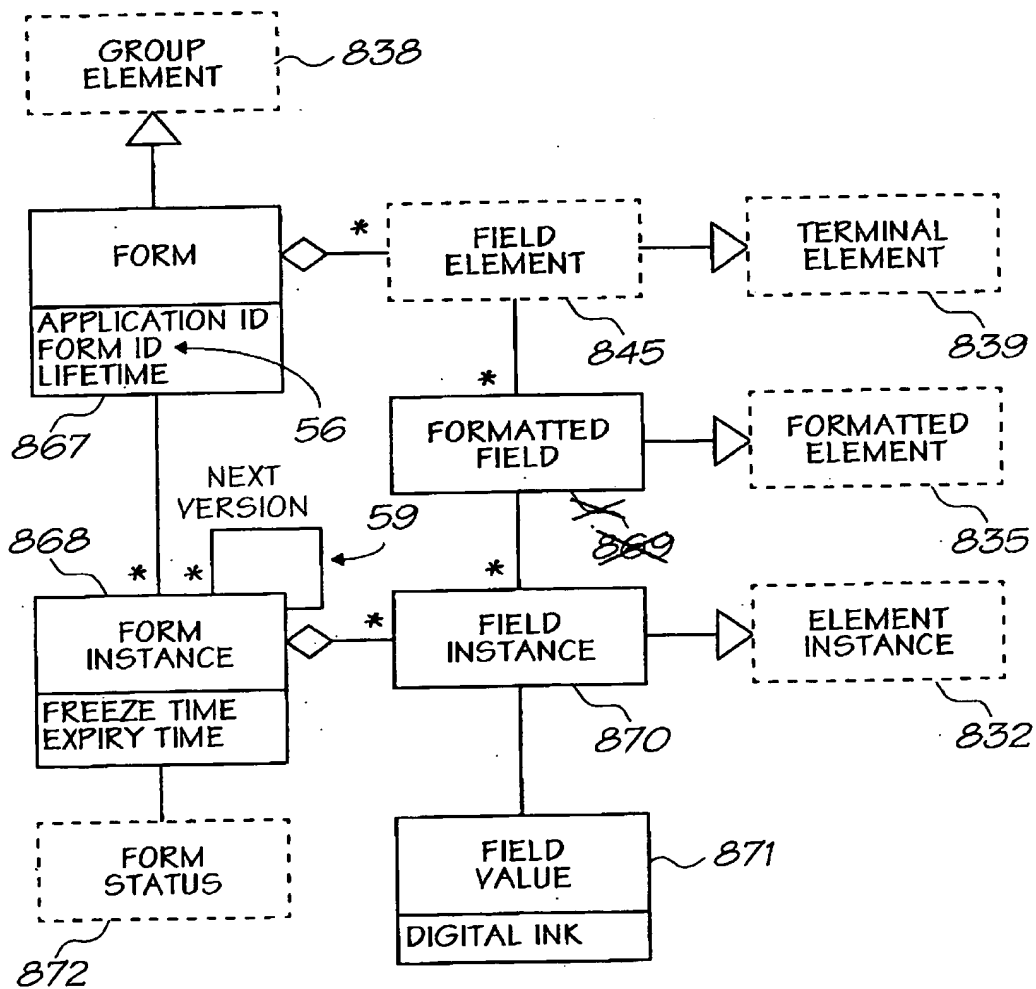 GROUP
ELEMENT
838
FORM
APPLICATION ID
FORM ID
LIFETIME
867
56
*
FIELD
ELEMENT
845
TERMINAL
ELEMENT
839
*
FORMATTED
FIELD
869
FORMATTED
ELEMENT
835
NEXT
VERSION
59
868
*
*
FORM
INSTANCE
FREEZE TIME
EXPIRY TIME
*
*
FIELD
INSTANCE
870
ELEMENT
INSTANCE
832
FORM
STATUS
872
FIELD
VALUE
DIGITAL INK
871